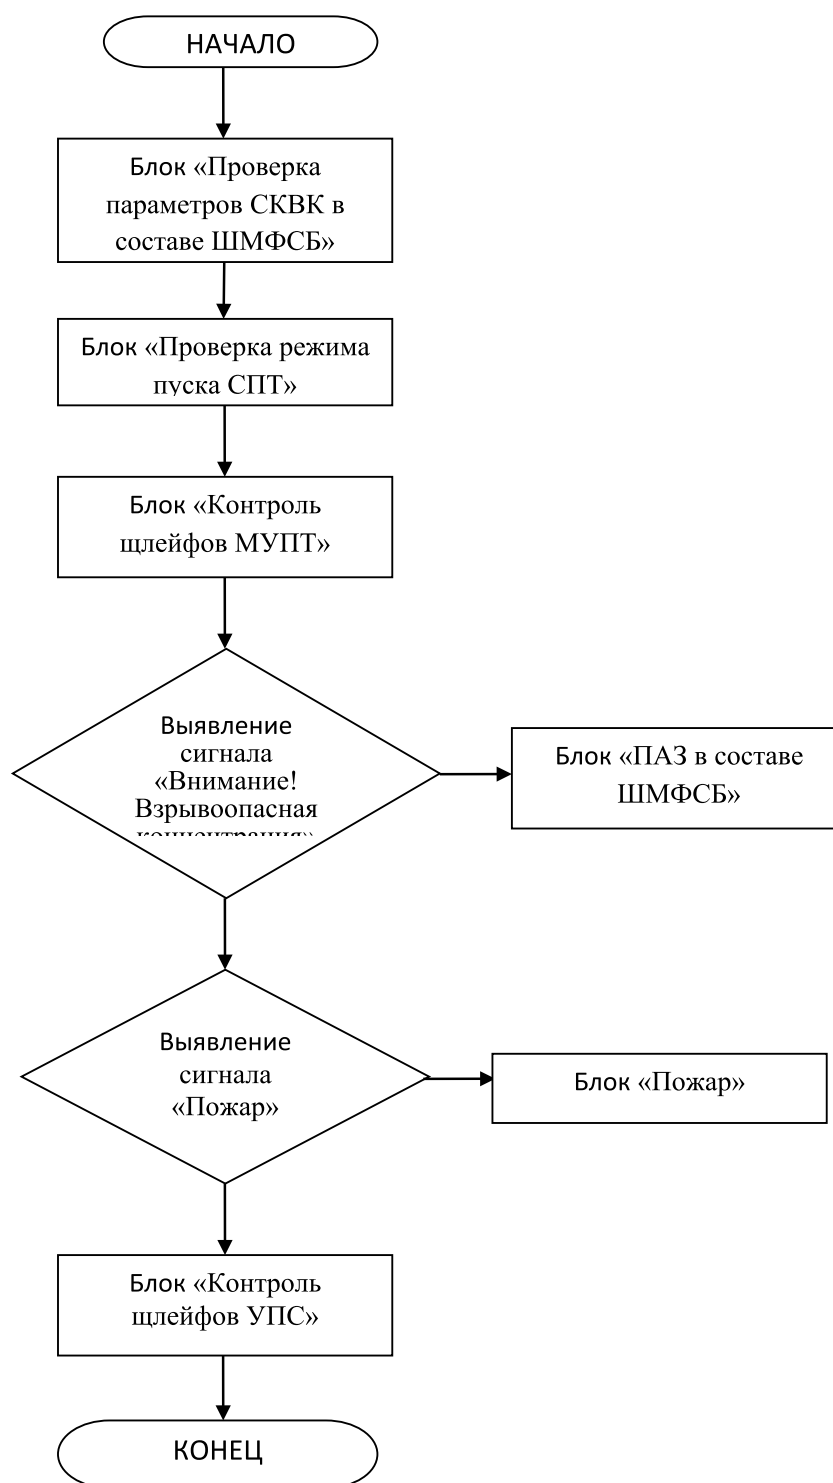 НАЧАЛО
Блок «Проверка
параметров СКВК в
составе ШМФСБ»
Блок «Проверка режима
пуска СПТ»
Блок «Контроль
щлейфов МУПТ»
Выявление
сигнала
«Внимание!
Взрывоопасная
концентрация»
Блок «ПАЗ в составе
ШМФСБ»
Выявление
сигнала
«Пожар»
Блок «Пожар»
Блок «Контроль
щлейфов УПС»
КОНЕЦ